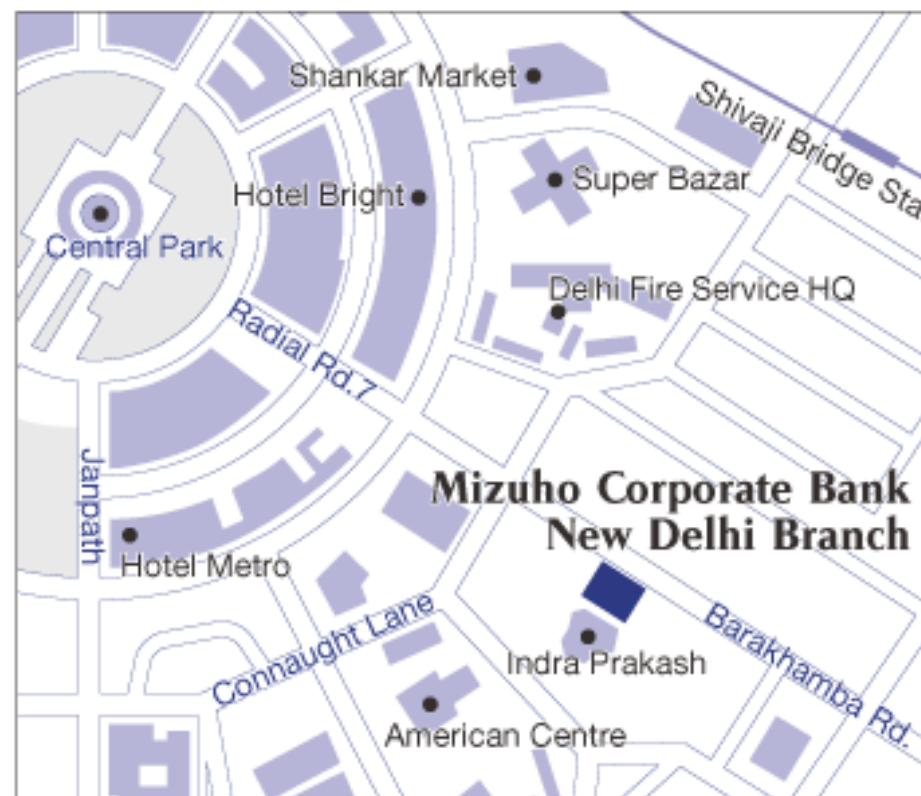 Shankar Market
Shivaji Bridge Sta
Super Bazar
Hotel Bright
Central Park
Delhi Fire Service HQ
Radial Rd.7
Janpath
Mizuho Corporate Bank
New Delhi Branch
Hotel Metro
Connaught Lane
Barakhamba Rd.
Indra Prakash
American Centre